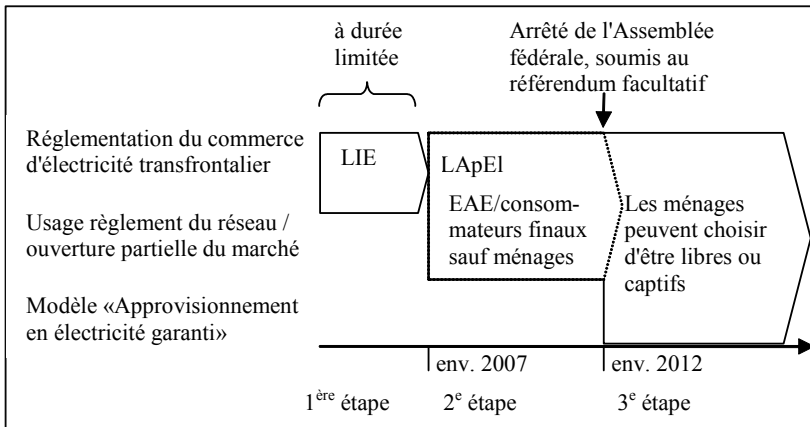 à durée
limitée
Arrêté de l'Assemblée
fédérale, soumis au
référendum facultatif
Réglementation du commerce
d'électricité transfrontalier
LIE
LApEl
EAE/consom-
mateurs finaux
sauf ménages
Les ménages
peuvent choisir
d'être libres ou
captifs
Usage règlement du réseau /
ouverture partielle du marché
Modèle «Approvisionnement
en électricité garanti»
env. 2007
env. 2012
1ère étape
2e étape
3e étape